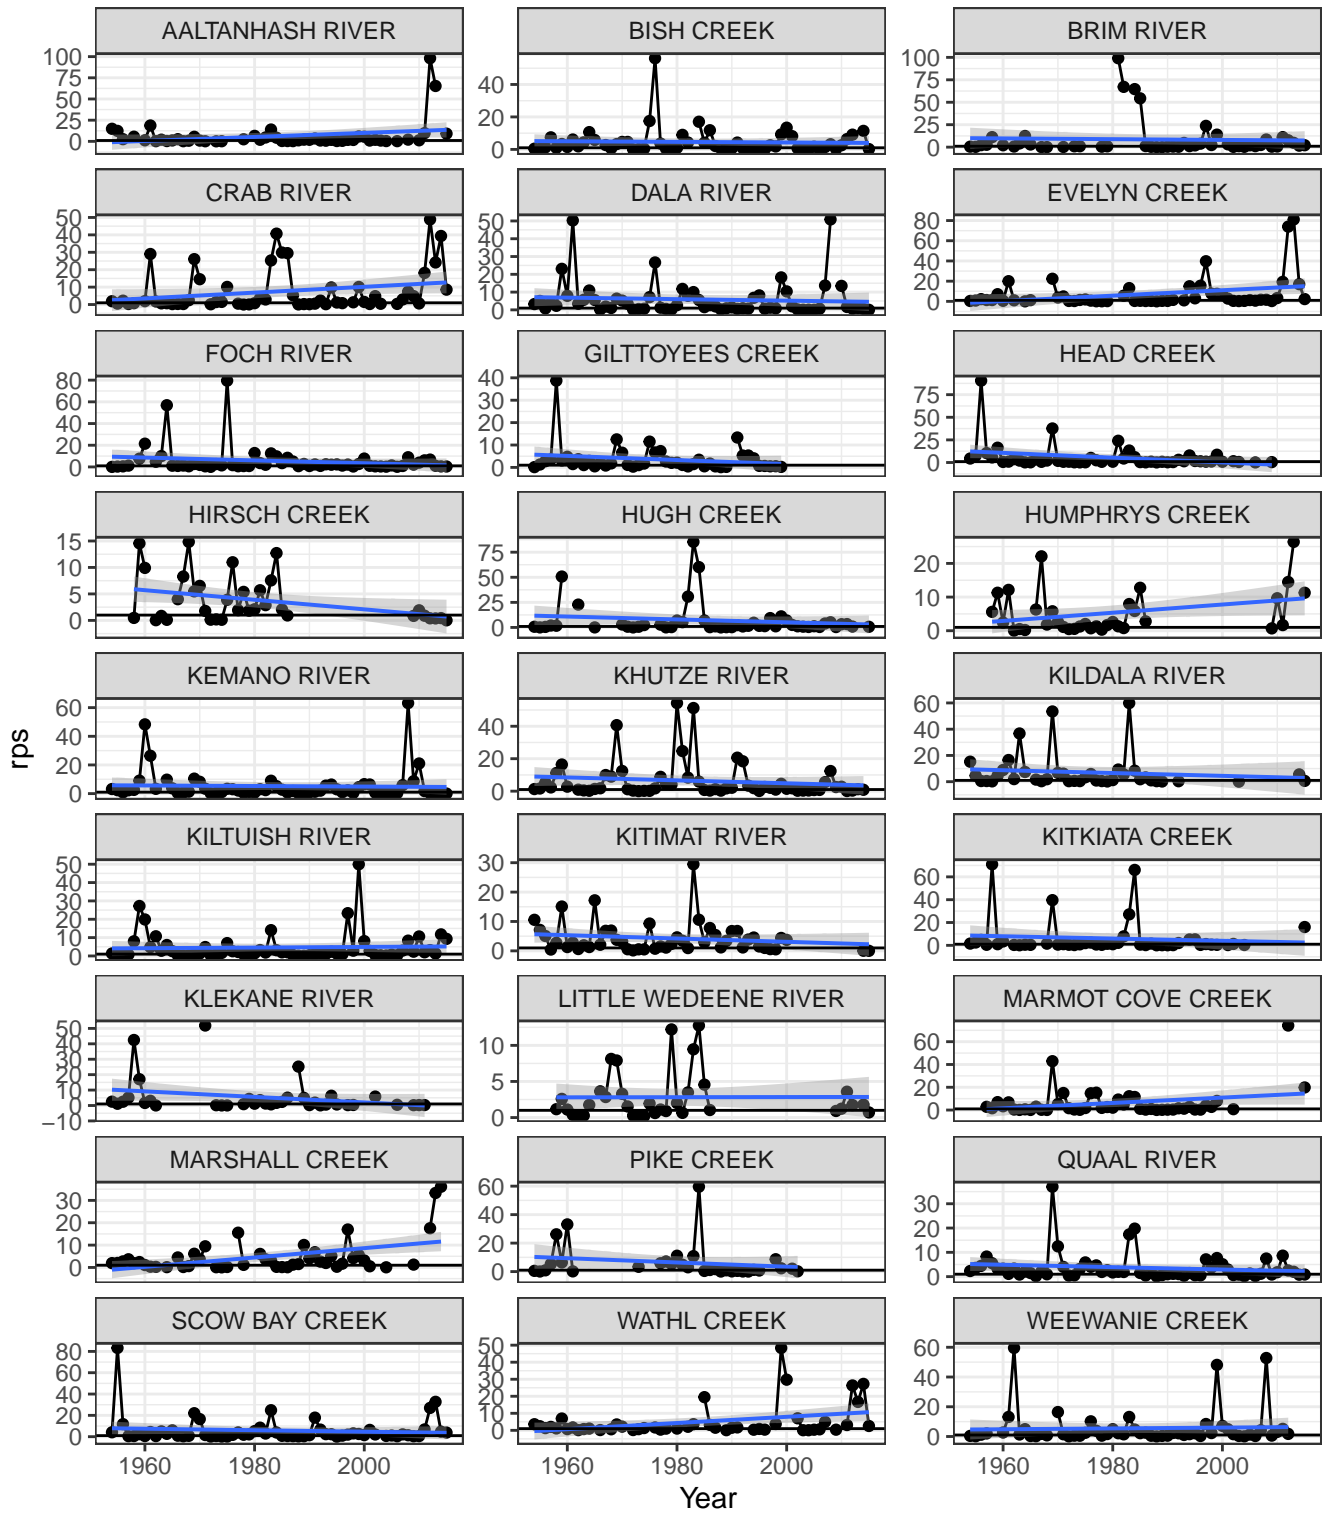 AALTANHASH RIVER BISH CREEK BRIM RIVER
100 75 50 25 0
40 20 0
100 75 50 25 0
CRAB RIVER DALA RIVER EVELYN CREEK
50 40 30 20 10 0
50 40 30 20 10 0
80 60 40 20 0
FOCH RIVER GILTTOYEES CREEK HEAD CREEK
80 60 40 20 0
40 30 20 10 0
75 50 25 0
HIRSCH CREEK HUGH CREEK HUMPHRYS CREEK
15 10 5 0
75 50 25 0
20 10 0
KEMANO RIVER KHUTZE RIVER KILDALA RIVER
60 40 20 0
40 20 0
60 40 20 0
rps
KILTUISH RIVER KITIMAT RIVER KITKIATA CREEK
50 40 30 20 10 0
30 20 10 0
60 40 20 0
KLEKANE RIVER LITTLE WEDEENE RIVER MARMOT COVE CREEK
50 40 30 20 10 0 −10
10 5 0
60 40 20 0
MARSHALL CREEK PIKE CREEK QUAAL RIVER
30 20 10 0
60 40 20 0
30 20 10 0
SCOW BAY CREEK WATHL CREEK WEEWANIE CREEK
80 60 40 20 0
50 40 30 20 10 0
60 40 20 0
1960 1980 2000 1960 1980 2000 1960 1980 2000
Year